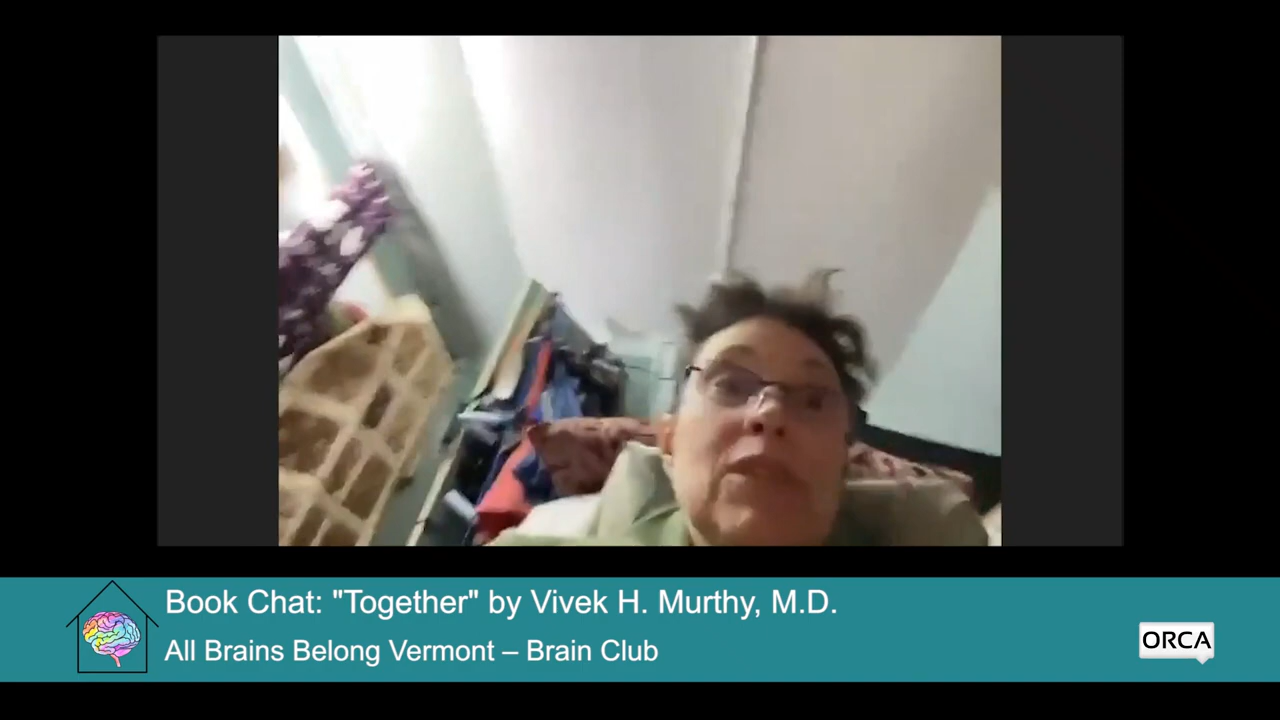 Book Chat: "Together" by Vivek H. Murthy, M.D.
All Brains Belong Vermont – Brain Club
ORCA